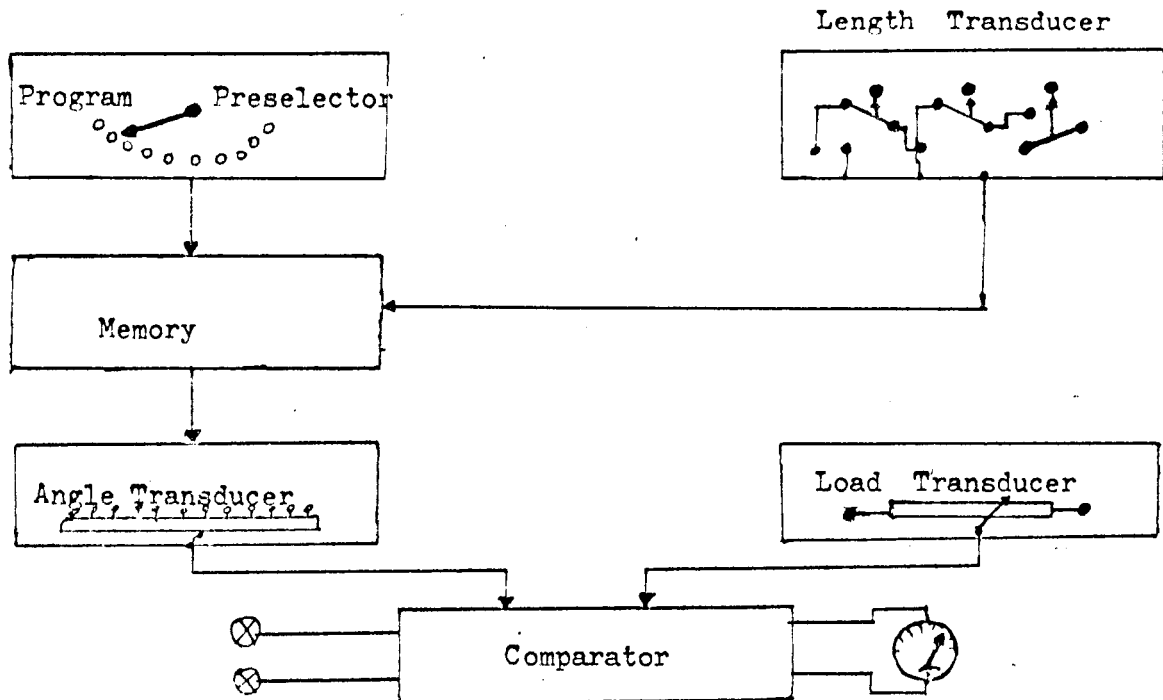 Length Transducer
Program Preselector
Memory
Angle Transducer
Load Transducer
Comparator